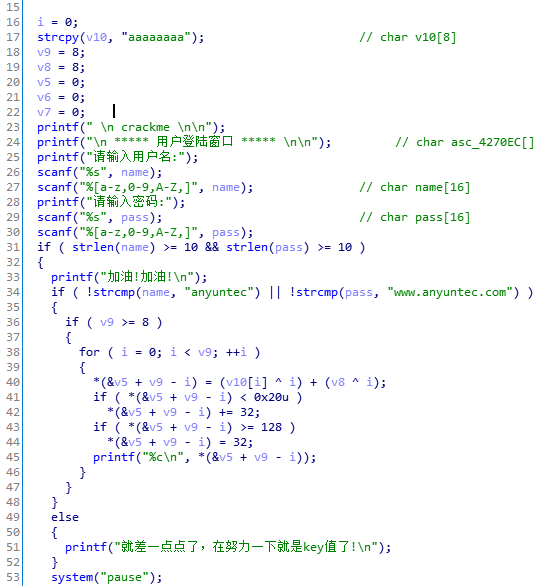 15
16 i = 0;
17 strcpy(v10, "aaaaaaaa"); // char v10[8]
18 v9 = 8;
19 v8 = 8;
20 v5 = 0;
21 v6 = 0;
22 v7 = 0;
23 printf(" \n crackme \n\n");
24 printf("\n ***** 用户登陆窗口 ***** \n\n"); // char asc_4270EC[]
25 printf("请输入用户名:");
26 scanf("%s", name);
27 scanf("%[a-z,0-9,A-Z,]", name); // char name[16]
28 printf("请输入密码:");
29 scanf("%s", pass); // char pass[16]
30 scanf("%[a-z,0-9,A-Z,]", pass);
31 if ( strlen(name) >= 10 && strlen(pass) >= 10 )
32 {
33 printf("加油!加油!\n");
34 if ( !strcmp(name, "anyuntec") || !strcmp(pass, "www.anyuntec.com") )
35 {
36 if ( v9 >= 8 )
37 {
38 for ( i = 0; i < v9; ++i )
39 {
40 *(&v5 + v9 - i) = (v10[i] ^ i) + (v8 ^ i);
41 if ( *(&v5 + v9 - i) < 0x20u )
42 *(&v5 + v9 - i) += 32;
43 if ( *(&v5 + v9 - i) >= 128 )
44 *(&v5 + v9 - i) = 32;
45 printf("%c\n", *(&v5 + v9 - i));
46 }
47 }
48 }
49 else
50 {
51 printf("就差一点点了，在努力一下就是key值了!\n");
52 }
53 system("pause");